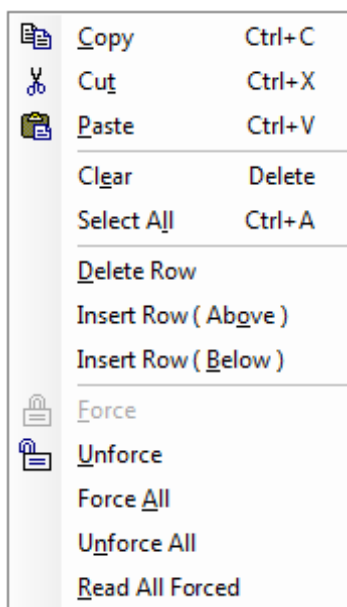 Copy Ctrl+C
Cut Ctrl+X
Paste Ctrl+V
Clear Delete
Select All Ctrl+A
Delete Row
Insert Row ( Above )
Insert Row ( Below )
Force
Unforce
Force All
Unforce All
Read All Forced